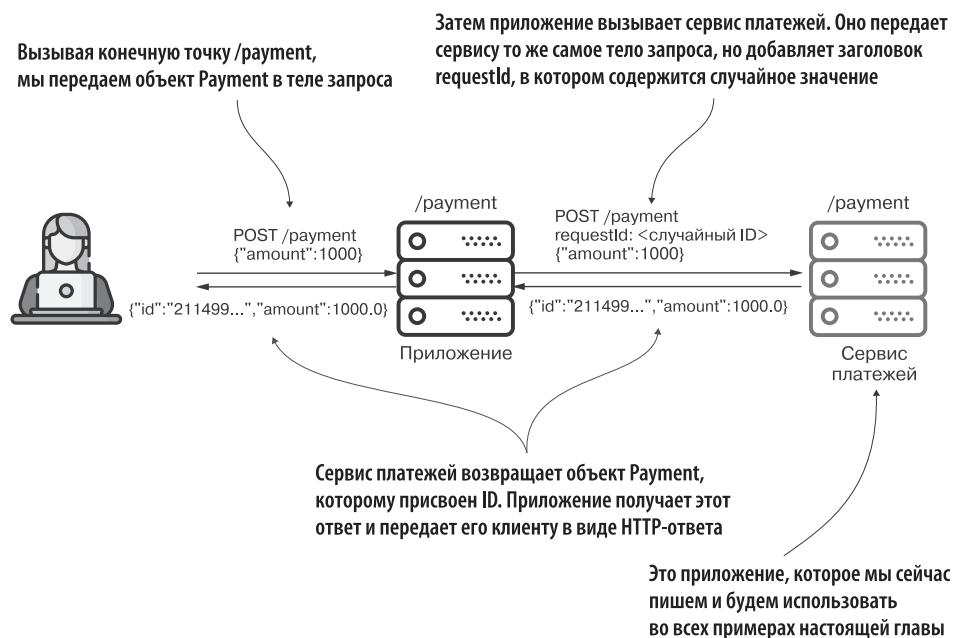 Вызывая конечную точку /payment,
мы передаем объект Payment в теле запроса
Затем приложение вызывает сервис платежей. Оно передает
сервису то же самое тело запроса, но добавляет заголовок
requestId, в котором содержится случайное значение
/payment
/payment
POST /payment
{"amount":1000}
POST /payment
requestId: <случайный ID>
{"amount":1000}
{"id":"211499...","amount":1000.0}
{"id":"211499...","amount":1000.0}
Приложение
Сервис
платежей
Сервис платежей возвращает объект Payment,
которому присвоен ID. Приложение получает этот
ответ и передает его клиенту в виде HTTP-ответа
Это приложение, которое мы сейчас
пишем и будем использовать
во всех примерах настоящей главы